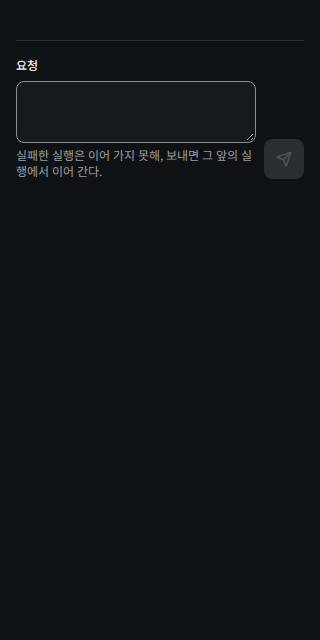 요청
실패한 실행은 이어 가지 못해, 보내면 그 앞의 실
행에서 이어 간다.